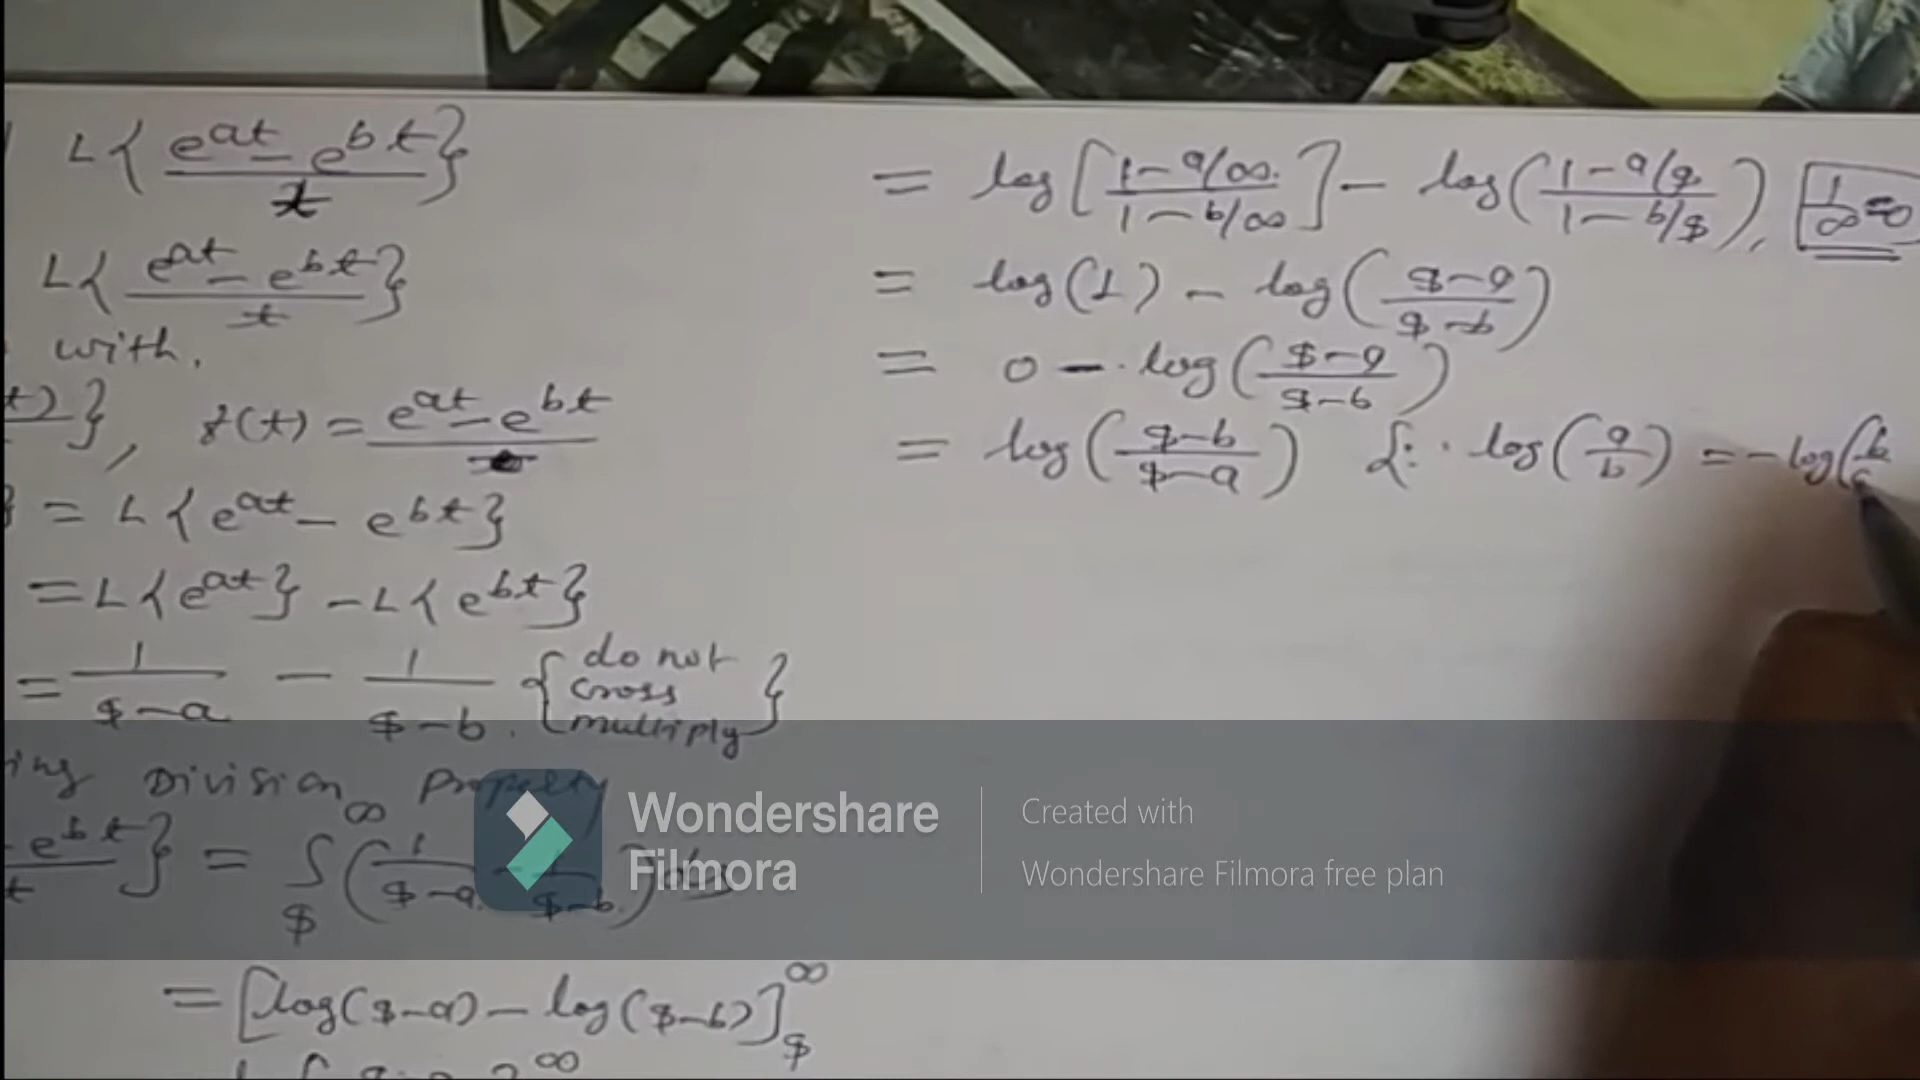 L{ e^at - e^bt / t }
L{ e^at - e^bt / t }
with.
t) }, f(t) = e^at - e^bt
} = L{ e^at - e^bt }
= L{ e^at } - L{ e^bt }
= 1/($-a) - 1/($-b). { do not cross multiply }
ing Division Property
e^bt / t } = ∫_$^∞ ( 1/($-a) - 1/($-b) ) d$
= [ log($-a) - log($-b) ]_$^∞
= log [ (1 - a/∞) / (1 - b/∞) ] - log ( (1 - a/$) / (1 - b/$) ), 1/∞ = 0
= log(1) - log( ($-a) / ($-b) )
= 0 - log( ($-a) / ($-b) )
= log( ($-b) / ($-a) ) {∵ log(a/b) = -log(b/
Wondershare
Filmora
Created with
Wondershare Filmora free plan